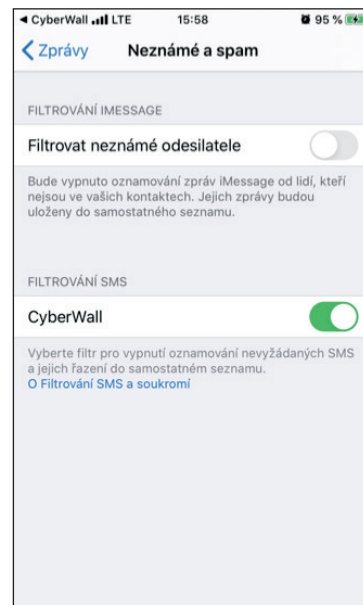 CyberWall LTE 15:58 95 %
Zprávy Neznámé a spam
FILTROVÁNÍ IMESSAGE
Filtrovat neznámé odesilatele
Bude vypnuto oznamování zpráv iMessage od lidí, kteří
nejsou ve vašich kontaktech. Jejich zprávy budou
uloženy do samostatného seznamu.
FILTROVÁNÍ SMS
CyberWall
Vyberte filtr pro vypnutí oznamování nevyžádaných SMS
a jejich řazení do samostatném seznamu.
O Filtrování SMS a soukromí